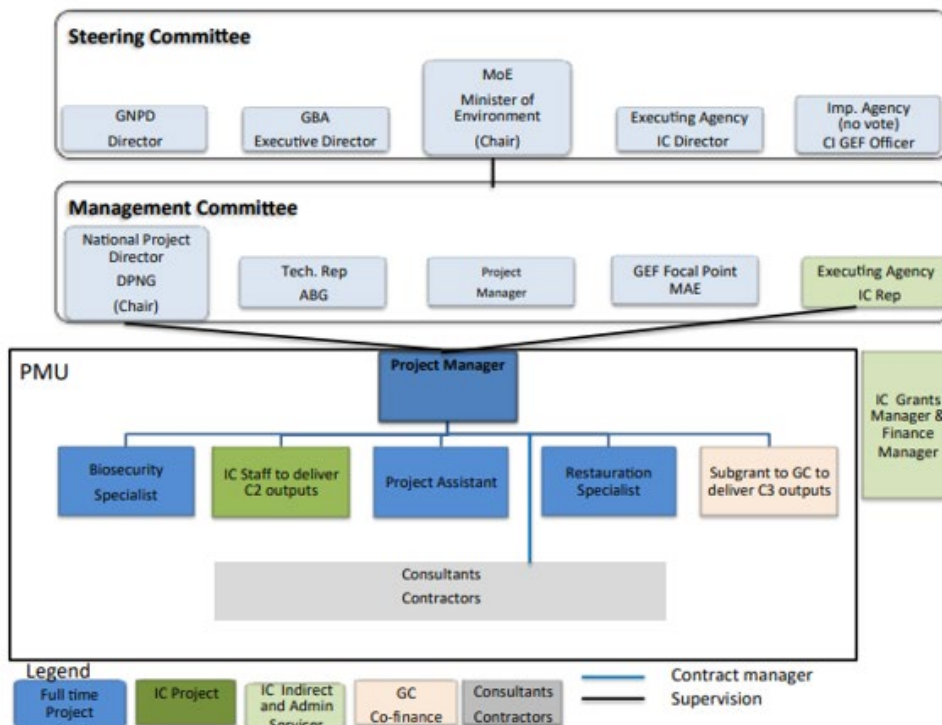 Steering Committee
GNPD
Director
GBA
Executive Director
MoE
Minister of
Environment
(Chair)
Executing Agency
IC Director
Imp. Agency
(no vote)
CI GEF Officer
Management Committee
National Project
Director
DPNG
(Chair)
Tech. Rep
ABG
Project
Manager
GEF Focal Point
MAE
Executing Agency
IC Rep
PMU
Project Manager
IC Grants
Manager &
Finance
Manager
Biosecurity
Specialist
IC Staff to deliver
C2 outputs
Project Assistant
Restauration
Specialist
Subgrant to GC to
deliver C3 outputs
Consultants
Contractors
Legend
Full time
Project
IC Project
IC Indirect
and Admin
Services
GC
Co-finance
Consultants
Contractors
Contract manager
Supervision